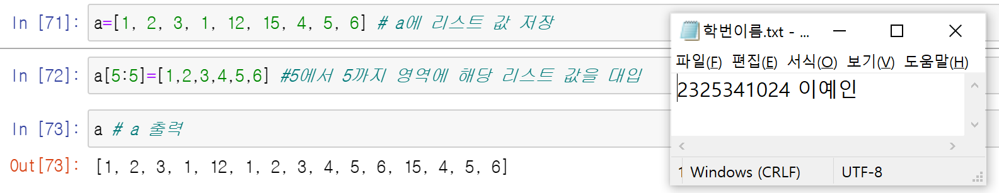 In [71]: a=[1, 2, 3, 1, 12, 15, 4, 5, 6] # a에 리스트 값 저장
In [72]: a[5:5]=[1,2,3,4,5,6] #5에서 5까지 영역에 해당 리스트 값을 대입
In [73]: a # a 출력
Out[73]: [1, 2, 3, 1, 12, 1, 2, 3, 4, 5, 6, 15, 4, 5, 6]
학번이름.txt - ...
파일(F) 편집(E) 서식(O) 보기(V) 도움말(H)
2325341024 이예인
1 Windows (CRLF) UTF-8